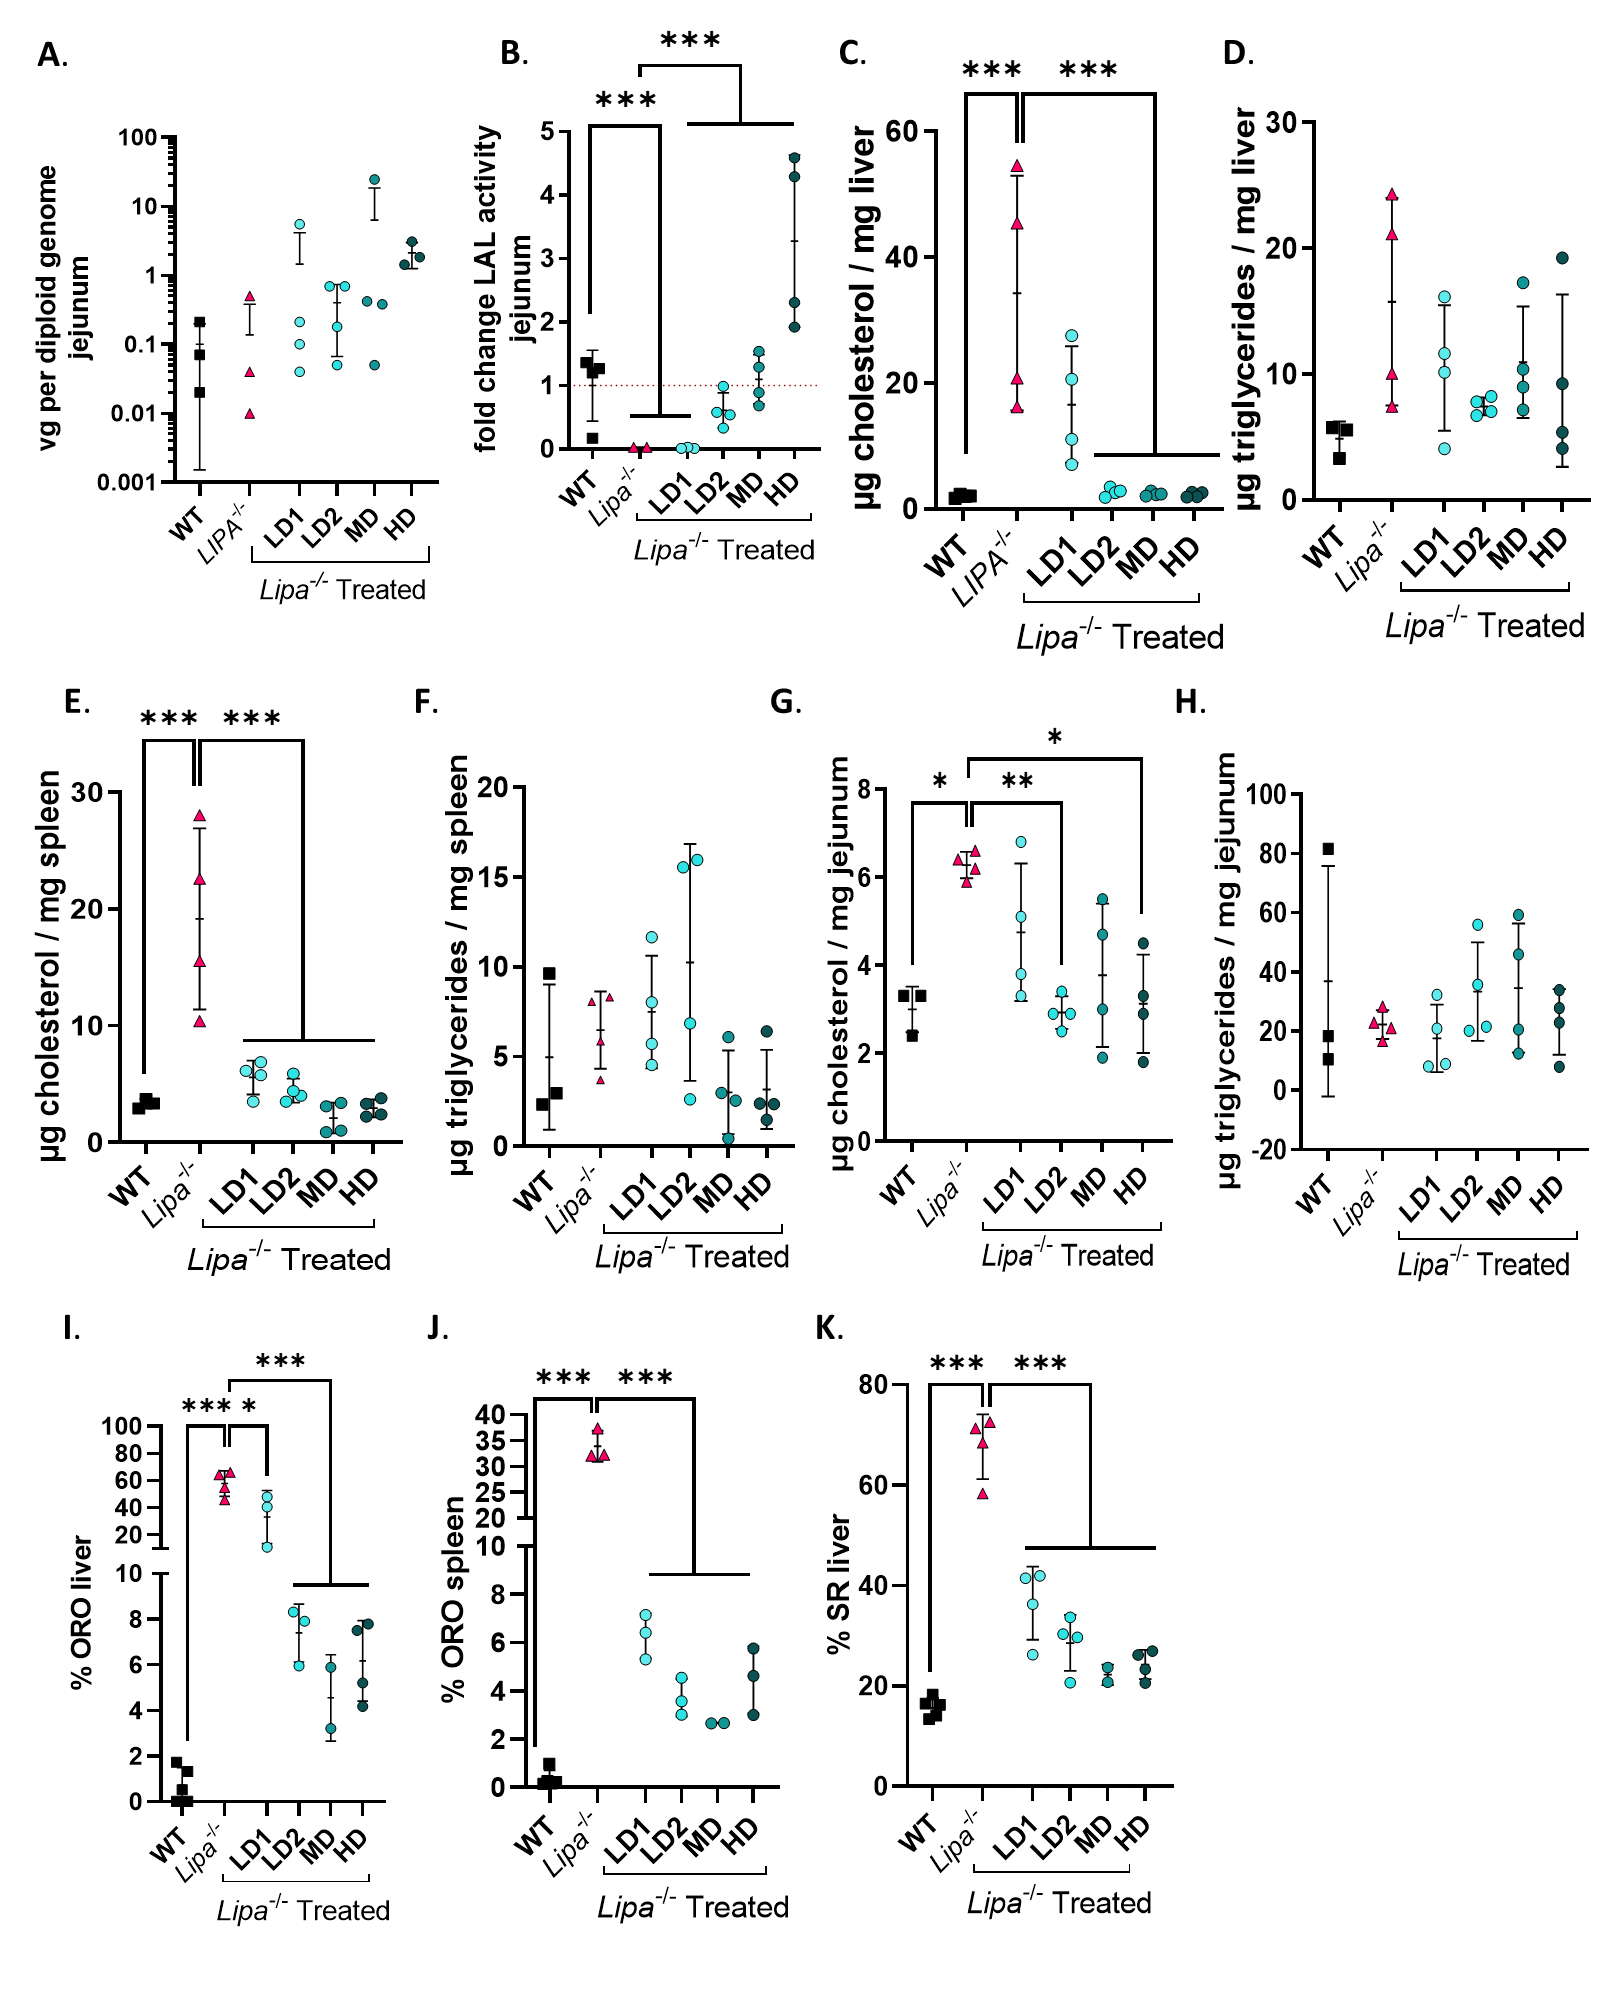 A.
vg per diploid genome
jejunum
100
10
1
0.1
0.01
0.001
WT
LIPA-/-
LD1
LD2
MD
HD
Lipa-/- Treated
B.
***
***
fold change LAL activity
jejunum
5
4
3
2
1
0
WT
Lipa-/-
LD1
LD2
MD
HD
Lipa-/- Treated
C.
***
***
µg cholesterol / mg liver
60
40
20
0
WT
LIPA-/-
LD1
LD2
MD
HD
Lipa-/- Treated
D.
µg triglycerides / mg liver
30
20
10
0
WT
Lipa-/-
LD1
LD2
MD
HD
Lipa-/- Treated
E.
***
***
µg cholesterol / mg spleen
30
20
10
0
WT
Lipa-/-
LD1
LD2
MD
HD
Lipa-/- Treated
F.
µg triglycerides / mg spleen
20
15
10
5
0
WT
Lipa-/-
LD1
LD2
MD
HD
Lipa-/- Treated
G.
*
*
**
µg cholesterol / mg jejunum
8
6
4
2
0
WT
Lipa-/-
LD1
LD2
MD
HD
Lipa-/- Treated
H.
µg triglycerides / mg jejunum
100
80
60
40
20
0
-20
WT
Lipa-/-
LD1
LD2
MD
HD
Lipa-/- Treated
I.
***
***
*
% ORO liver
100
80
60
40
20
10
8
6
4
2
0
WT
Lipa-/-
LD1
LD2
MD
HD
Lipa-/- Treated
J.
***
***
% ORO spleen
40
35
30
25
20
10
8
6
4
2
0
WT
Lipa-/-
LD1
LD2
MD
HD
Lipa-/- Treated
K.
***
***
% SR liver
80
60
40
20
0
WT
Lipa-/-
LD1
LD2
MD
HD
Lipa-/- Treated